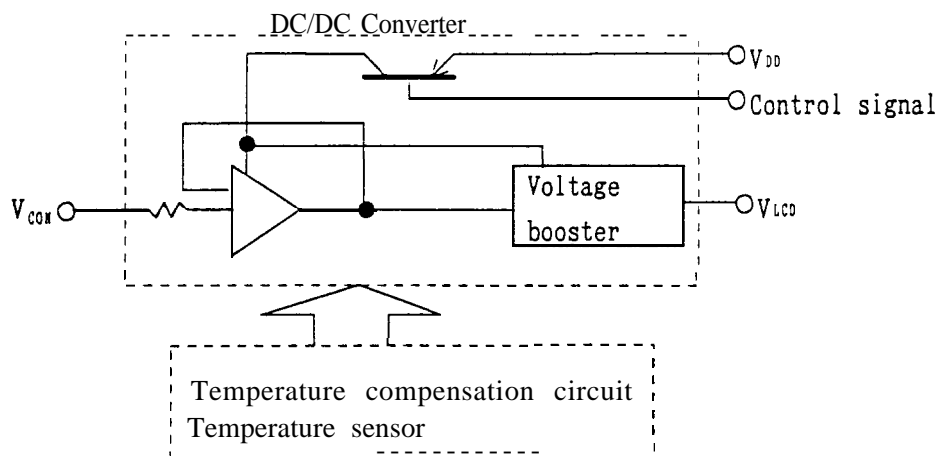 DC/DC Converter
V_DD
Control signal
Voltage
booster
V_CON
V_LCD
Temperature compensation circuit
Temperature sensor